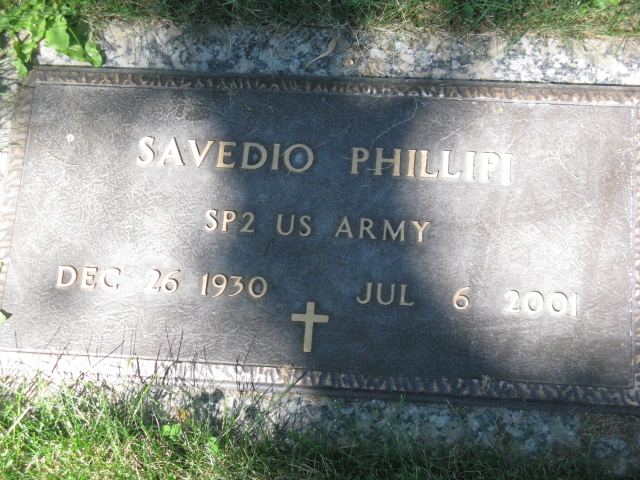 SAVEDIO PHILLIPI
SP2 US ARMY
DEC 26 1930 JUL 6 2001